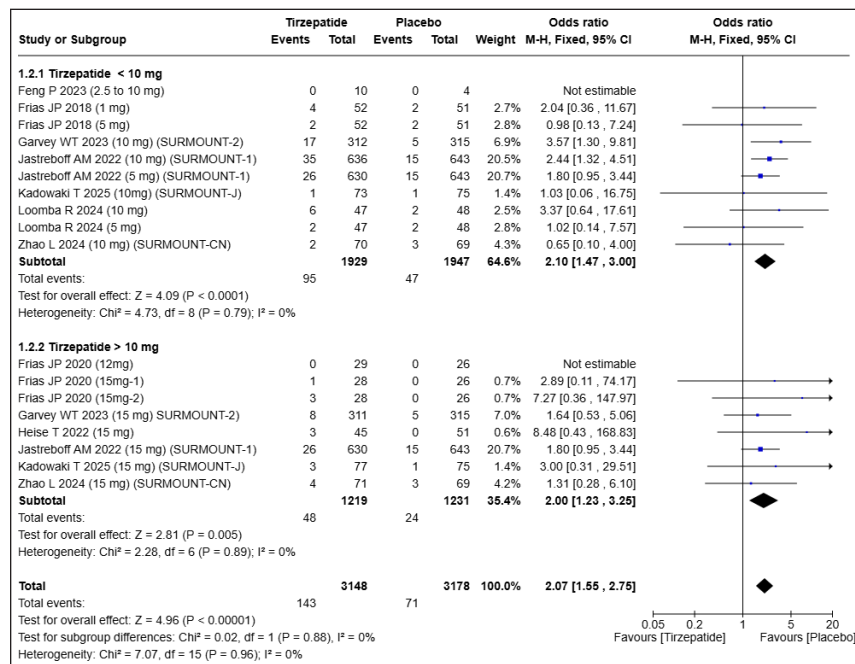 Tirzepatide Placebo Odds ratio Odds ratio
Study or Subgroup Events Total Events Total Weight M-H, Fixed, 95% CI M-H, Fixed, 95% CI
1.2.1 Tirzepatide < 10 mg
Feng P 2023 (2.5 to 10 mg) 0 10 0 4 Not estimable
Frias JP 2018 (1 mg) 4 52 2 51 2.7% 2.04 [0.36 , 11.67]
Frias JP 2018 (5 mg) 2 52 2 51 2.8% 0.98 [0.13 , 7.24]
Garvey WT 2023 (10 mg) (SURMOUNT-2) 17 312 5 315 6.9% 3.57 [1.30 , 9.81]
Jastreboff AM 2022 (10 mg) (SURMOUNT-1) 35 636 15 643 20.7% 2.44 [1.32 , 4.51]
Jastreboff AM 2022 (5 mg) (SURMOUNT-1) 26 630 15 643 20.7% 1.80 [0.95 , 3.44]
Kadowaki T 2025 (10mg) (SURMOUNT-J) 1 73 1 75 1.4% 1.03 [0.06 , 16.75]
Loomba R 2024 (10 mg) 6 47 2 48 2.5% 3.37 [0.64 , 17.61]
Loomba R 2024 (5 mg) 2 47 2 48 2.8% 1.02 [0.14 , 7.57]
Zhao L 2024 (10 mg) (SURMOUNT-CN) 2 70 3 69 4.3% 0.65 [0.10 , 4.00]
Subtotal 1929 1947 64.6% 2.10 [1.47 , 3.00]
Total events: 95 47
Test for overall effect: Z = 4.09 (P < 0.0001)
Heterogeneity: Chi² = 4.73, df = 8 (P = 0.79); I² = 0%
1.2.2 Tirzepatide > 10 mg
Frias JP 2020 (12mg) 0 29 0 26 Not estimable
Frias JP 2020 (15mg-1) 1 28 0 26 0.7% 2.89 [0.11 , 74.17]
Frias JP 2020 (15mg-2) 3 28 0 26 0.7% 7.27 [0.36 , 147.97]
Garvey WT 2023 (15 mg) SURMOUNT-2) 8 311 5 315 7.0% 1.64 [0.53 , 5.06]
Heise T 2022 (15 mg) 3 45 0 51 0.6% 8.48 [0.43 , 168.83]
Jastreboff AM 2022 (15 mg) (SURMOUNT-1) 26 630 15 643 20.7% 1.80 [0.95 , 3.44]
Kadowaki T 2025 (15 mg) (SURMOUNT-J) 3 77 1 75 1.4% 3.00 [0.31 , 29.51]
Zhao L 2024 (15 mg) (SURMOUNT-CN) 4 71 3 69 4.2% 1.31 [0.28 , 6.10]
Subtotal 1219 1231 35.4% 2.00 [1.23 , 3.25]
Total events: 48 24
Test for overall effect: Z = 2.81 (P = 0.005)
Heterogeneity: Chi² = 2.28, df = 6 (P = 0.89); I² = 0%
Total 3148 3178 100.0% 2.07 [1.55 , 2.75]
Total events: 143 71
Test for overall effect: Z = 4.96 (P < 0.00001)
Test for subgroup differences: Chi² = 0.02, df = 1 (P = 0.88), I² = 0%
Heterogeneity: Chi² = 7.07, df = 15 (P = 0.96); I² = 0%
0.05 0.2 1 5 20
Favours [Tirzepatide] Favours [Placebo]